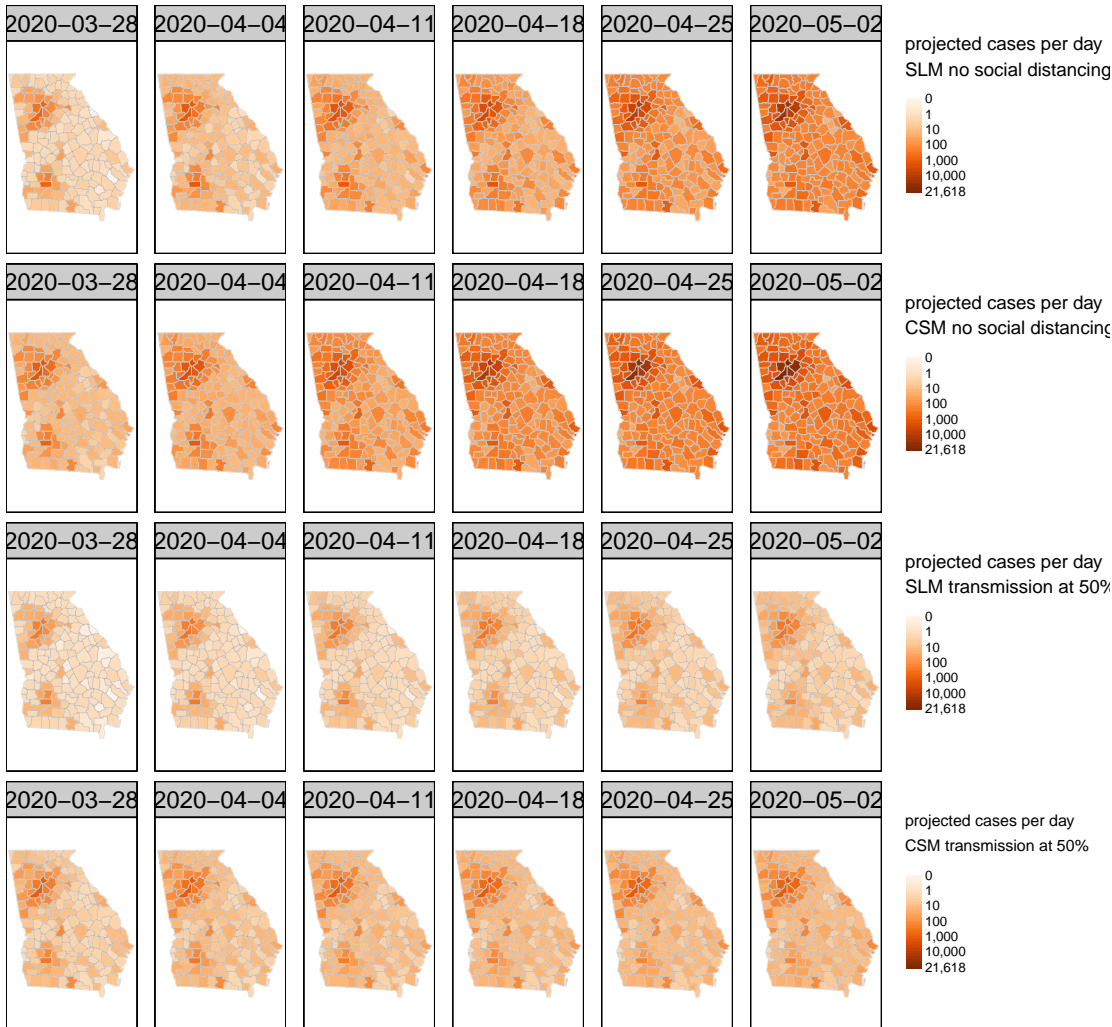 2020−03−28 2020−04−04 2020−04−11 2020−04−18 2020−04−25 2020−05−02
projected cases per day
SLM no social distancing
0
1
10
100
1,000
10,000
21,618
2020−03−28 2020−04−04 2020−04−11 2020−04−18 2020−04−25 2020−05−02
projected cases per day
CSM no social distancing
0
1
10
100
1,000
10,000
21,618
2020−03−28 2020−04−04 2020−04−11 2020−04−18 2020−04−25 2020−05−02
projected cases per day
SLM transmission at 50%
0
1
10
100
1,000
10,000
21,618
2020−03−28 2020−04−04 2020−04−11 2020−04−18 2020−04−25 2020−05−02
projected cases per day
CSM transmission at 50%
0
1
10
100
1,000
10,000
21,618